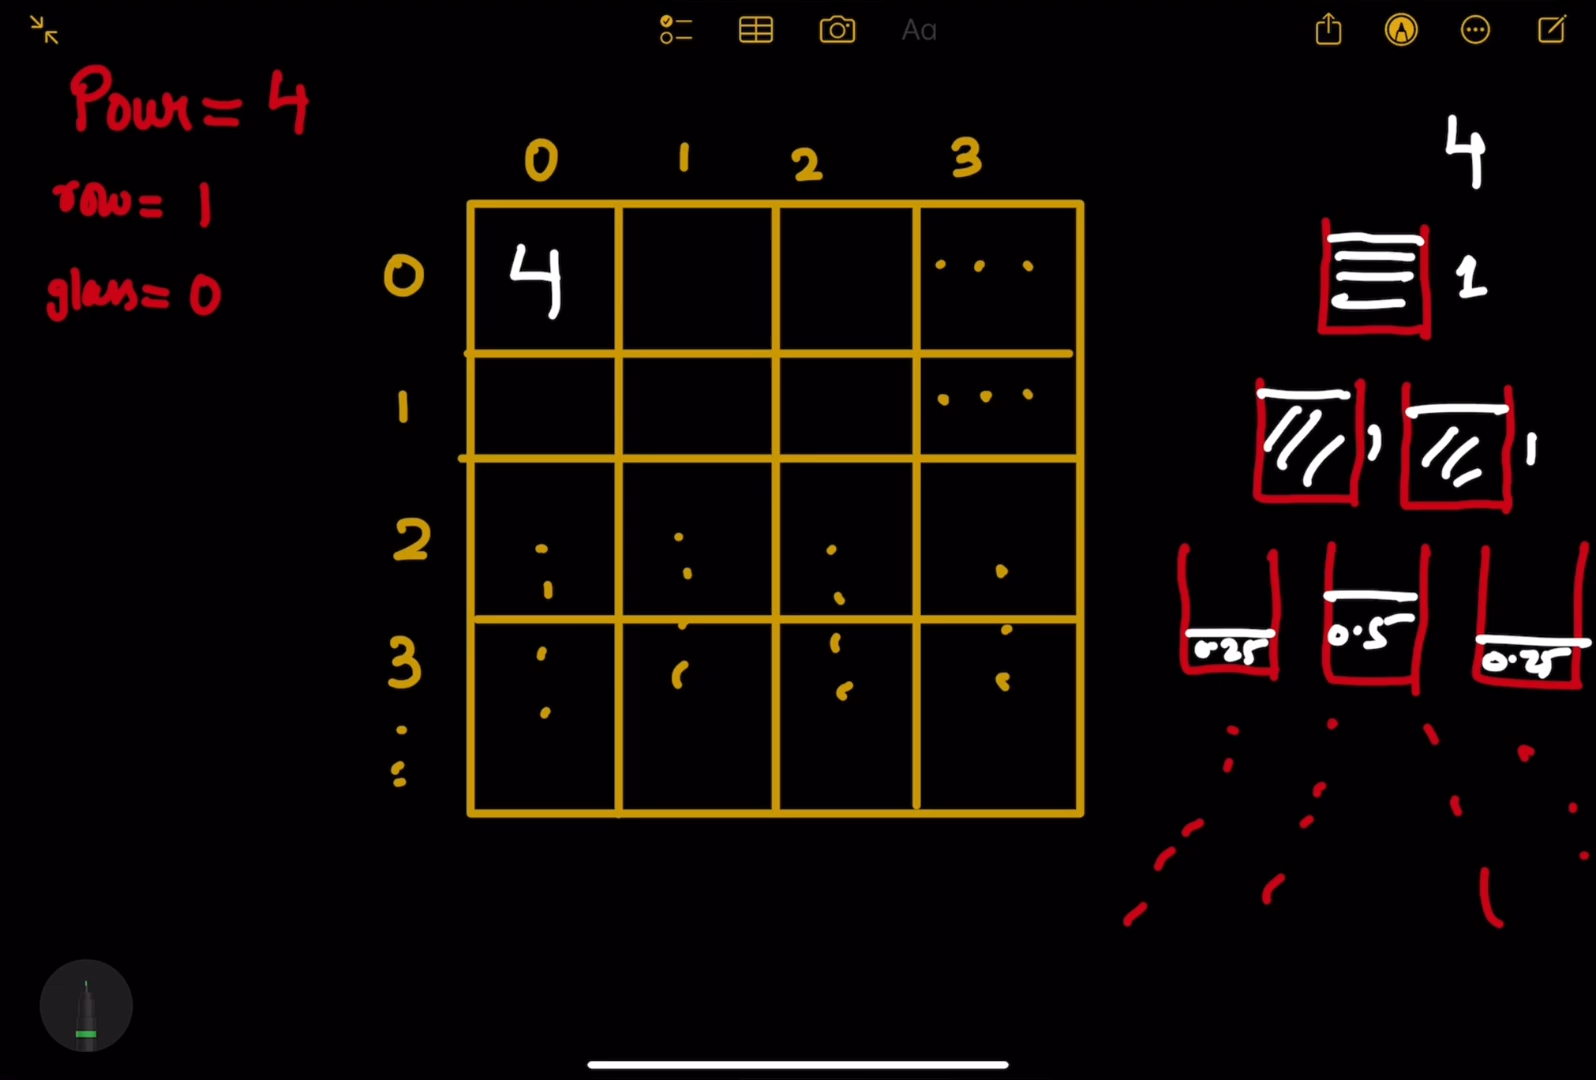 Aa
Pour = 4
row = 1
glass = 0
0 1 2 3
0 4
1
2
3
4
1
1 1
0.25 0.5 0.25